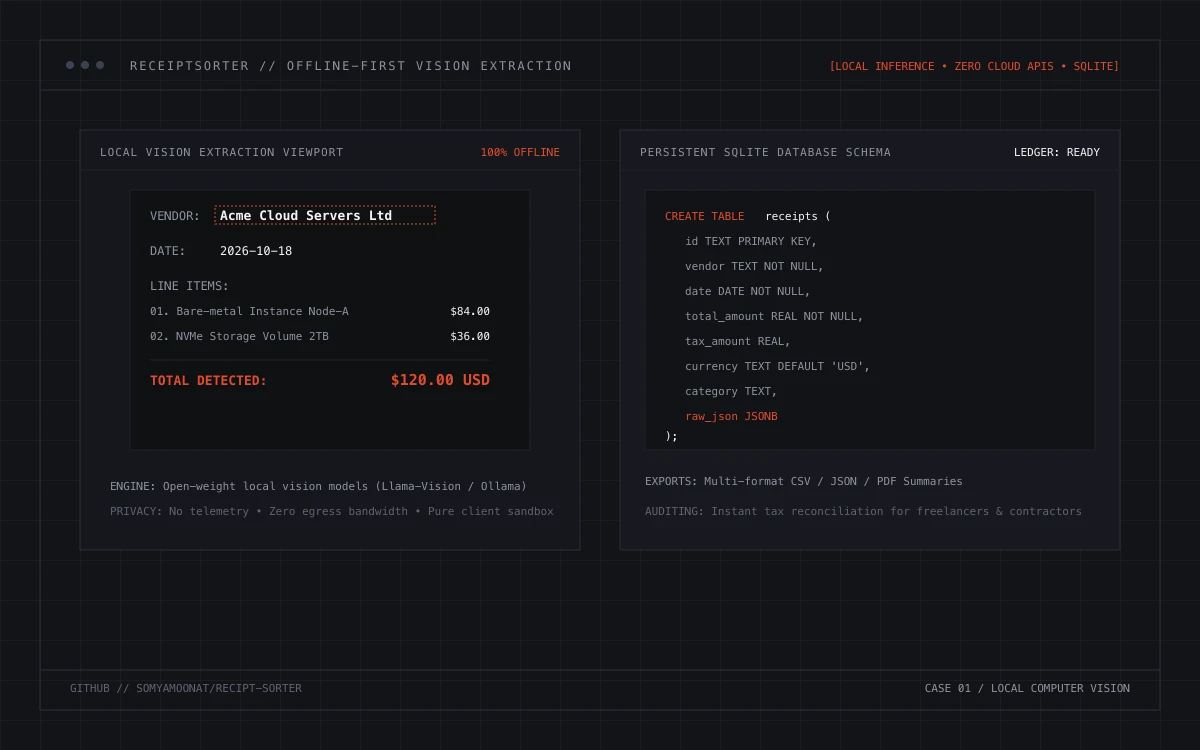 RECEIPTSORTER // OFFLINE-FIRST VISION EXTRACTION
[LOCAL INFERENCE • ZERO CLOUD APIS • SQLITE]
LOCAL VISION EXTRACTION VIEWPORT
100% OFFLINE
VENDOR: Acme Cloud Servers Ltd
DATE: 2026-10-18
LINE ITEMS:
01. Bare-metal Instance Node-A $84.00
02. NVMe Storage Volume 2TB $36.00
TOTAL DETECTED: $120.00 USD
ENGINE: Open-weight local vision models (Llama-Vision / Ollama)
PRIVACY: No telemetry • Zero egress bandwidth • Pure client sandbox
PERSISTENT SQLITE DATABASE SCHEMA
LEDGER: READY
CREATE TABLE receipts (
id TEXT PRIMARY KEY,
vendor TEXT NOT NULL,
date DATE NOT NULL,
total_amount REAL NOT NULL,
tax_amount REAL,
currency TEXT DEFAULT 'USD',
category TEXT,
raw_json JSONB
);
EXPORTS: Multi-format CSV / JSON / PDF Summaries
AUDITING: Instant tax reconciliation for freelancers & contractors
GITHUB // SOMYAMOONAT/RECIPT-SORTER
CASE 01 / LOCAL COMPUTER VISION